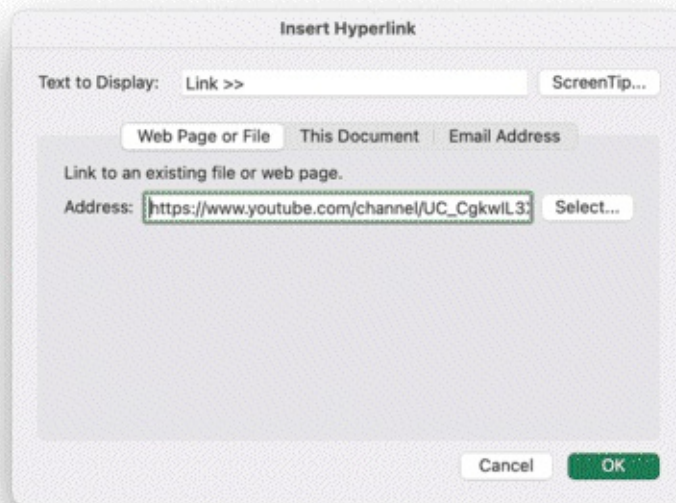 Insert Hyperlink
Text to Display: Link >> ScreenTip...
Web Page or File This Document Email Address
Link to an existing file or web page.
Address: https://www.youtube.com/channel/UC_CgkwIL3 Select...
Cancel OK